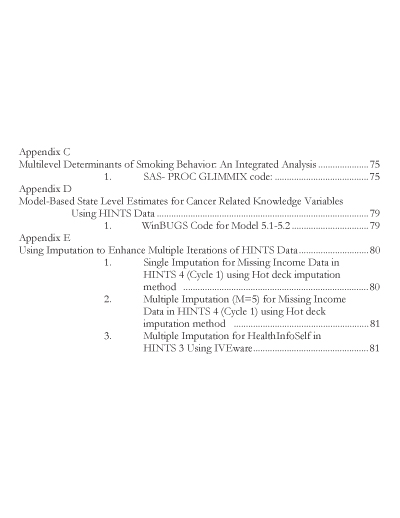 Appendix C
Multilevel Determinants of Smoking Behavior: An Integrated Analysis ..................... 75
1. SAS- PROC GLIMMIX code: ....................................... 75
Appendix D
Model-Based State Level Estimates for Cancer Related Knowledge Variables
Using HINTS Data ........................................................................................ 79
1. WinBUGS Code for Model 5.1-5.2 ................................ 79
Appendix E
Using Imputation to Enhance Multiple Iterations of HINTS Data ............................. 80
1. Single Imputation for Missing Income Data in
HINTS 4 (Cycle 1) using Hot deck imputation
method ............................................................................. 80
2. Multiple Imputation (M=5) for Missing Income
Data in HINTS 4 (Cycle 1) using Hot deck
imputation method ........................................................ 81
3. Multiple Imputation for HealthInfoSelf in
HINTS 3 Using IVEware ................................................ 81